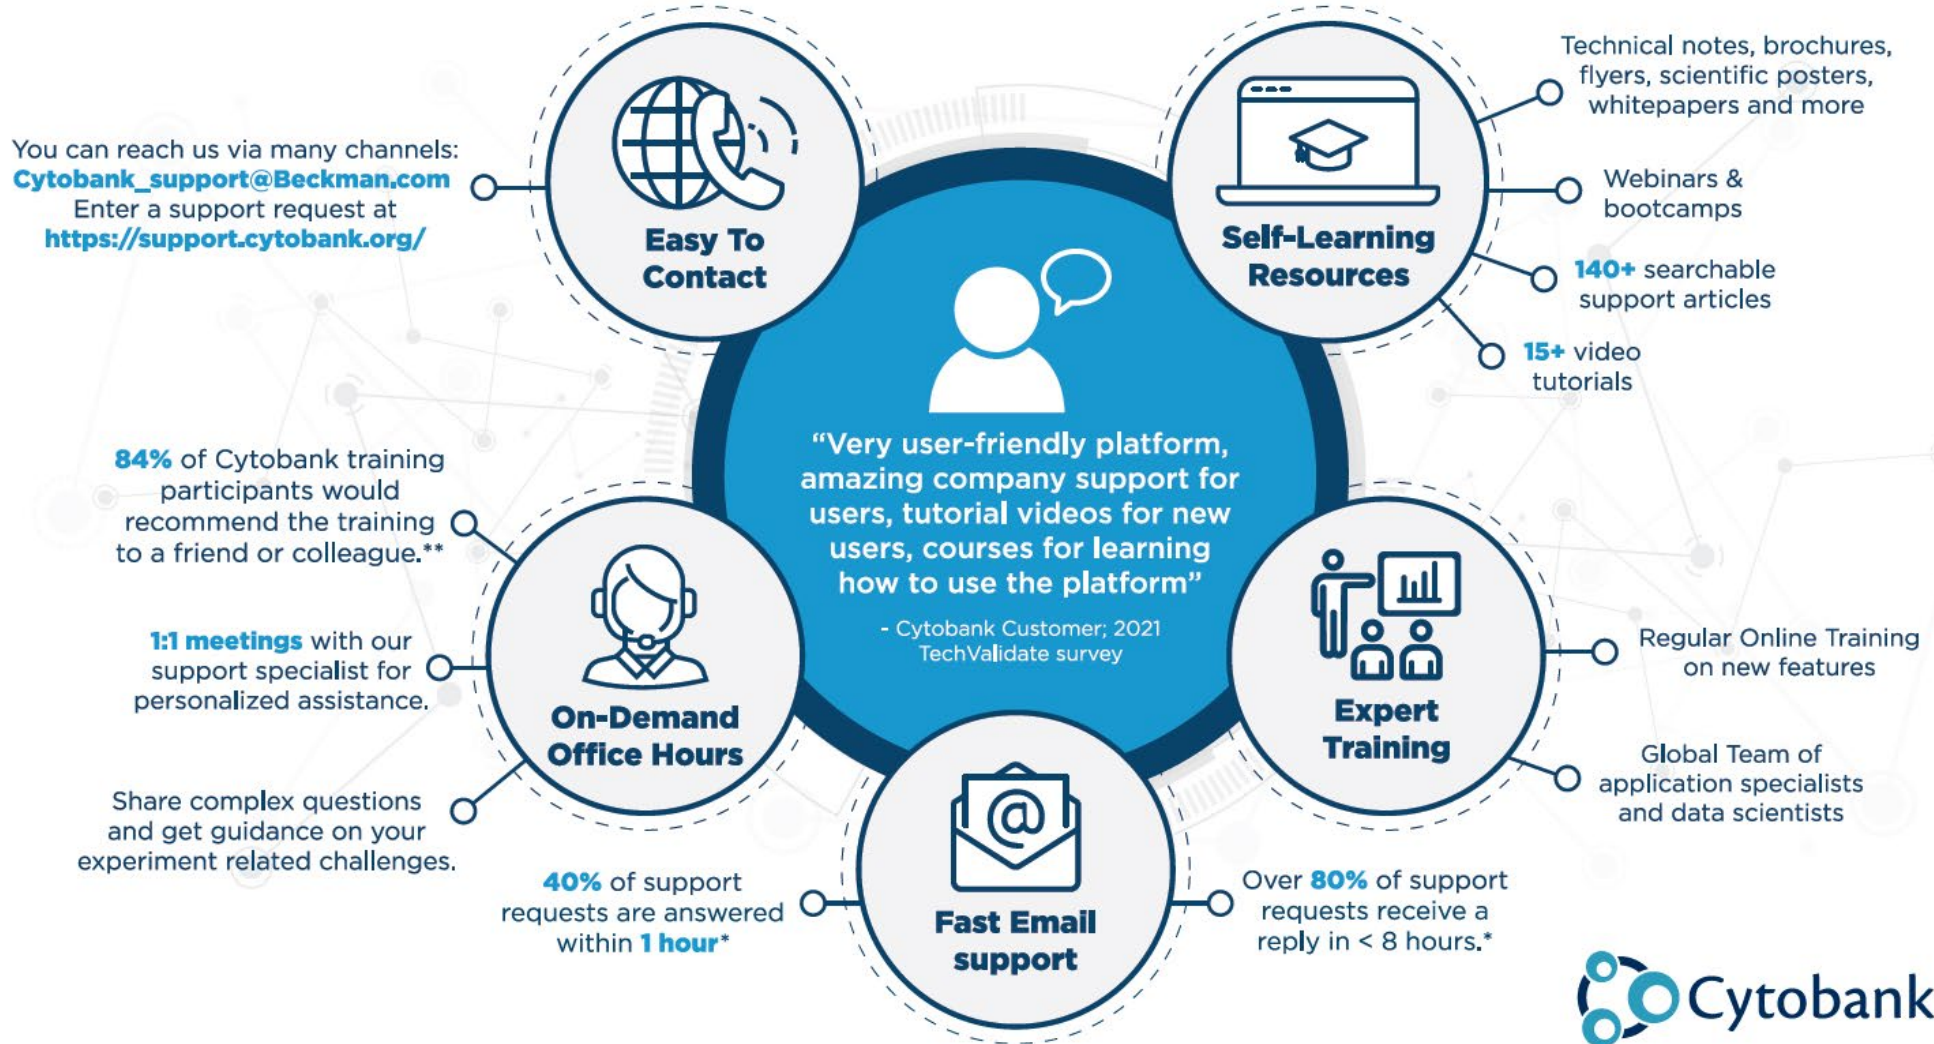 You can reach us via many channels:
Cytobank_support@Beckman.com
Enter a support request at
https://support.cytobank.org/
Easy To
Contact
Self-Learning
Resources
Technical notes, brochures,
flyers, scientific posters,
whitepapers and more
Webinars &
bootcamps
140+ searchable
support articles
15+ video
tutorials
“Very user-friendly platform,
amazing company support for
users, tutorial videos for new
users, courses for learning
how to use the platform”
- Cytobank Customer; 2021
TechValidate survey
84% of Cytobank training
participants would
recommend the training
to a friend or colleague.**
1:1 meetings with our
support specialist for
personalized assistance.
Share complex questions
and get guidance on your
experiment related challenges.
On-Demand
Office Hours
Expert
Training
Regular Online Training
on new features
Global Team of
application specialists
and data scientists
40% of support
requests are answered
within 1 hour*
@
Fast Email
support
Over 80% of support
requests receive a
reply in < 8 hours.*
Cytobank